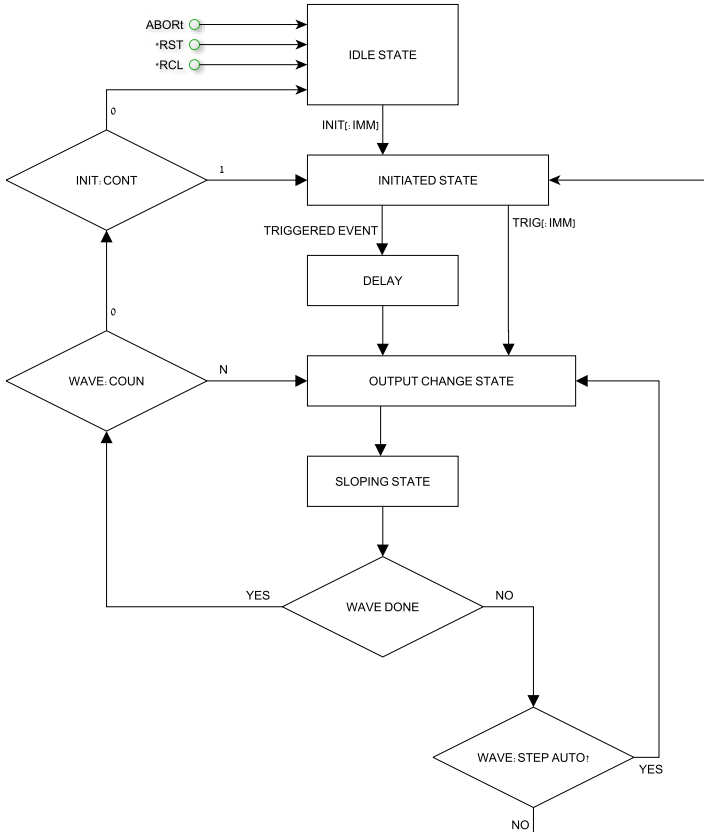 ABORt
*RST
*RCL
IDLE STATE
0
INIT[:IMM]
INIT:CONT
1
INITIATED STATE
TRIGGERED EVENT
TRIG[:IMM]
DELAY
0
WAVE:COUN
N
OUTPUT CHANGE STATE
SLOPING STATE
YES
WAVE DONE
NO
WAVE:STEP AUTO?
YES
NO